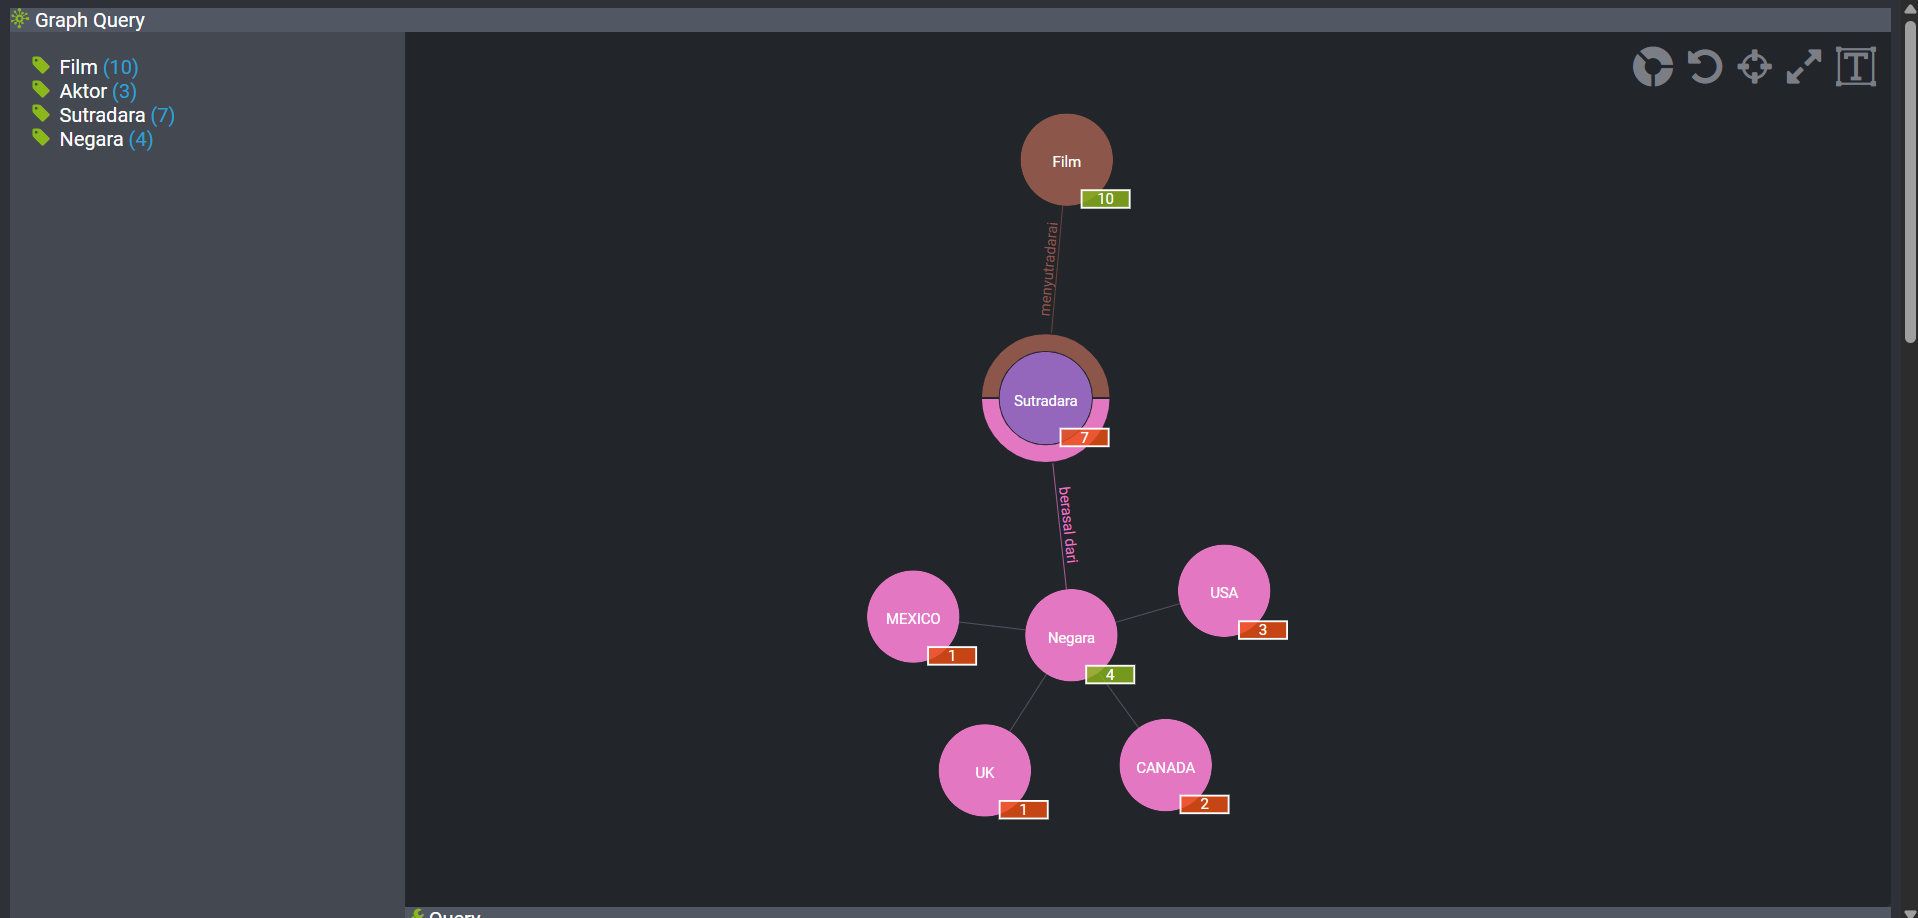 Graph Query
Film (10)
Aktor (3)
Sutradara (7)
Negara (4)
T
Film
10
menyutradarai
Sutradara
7
berasal dari
USA
3
MEXICO
1
Negara
4
CANADA
2
UK
1
Query